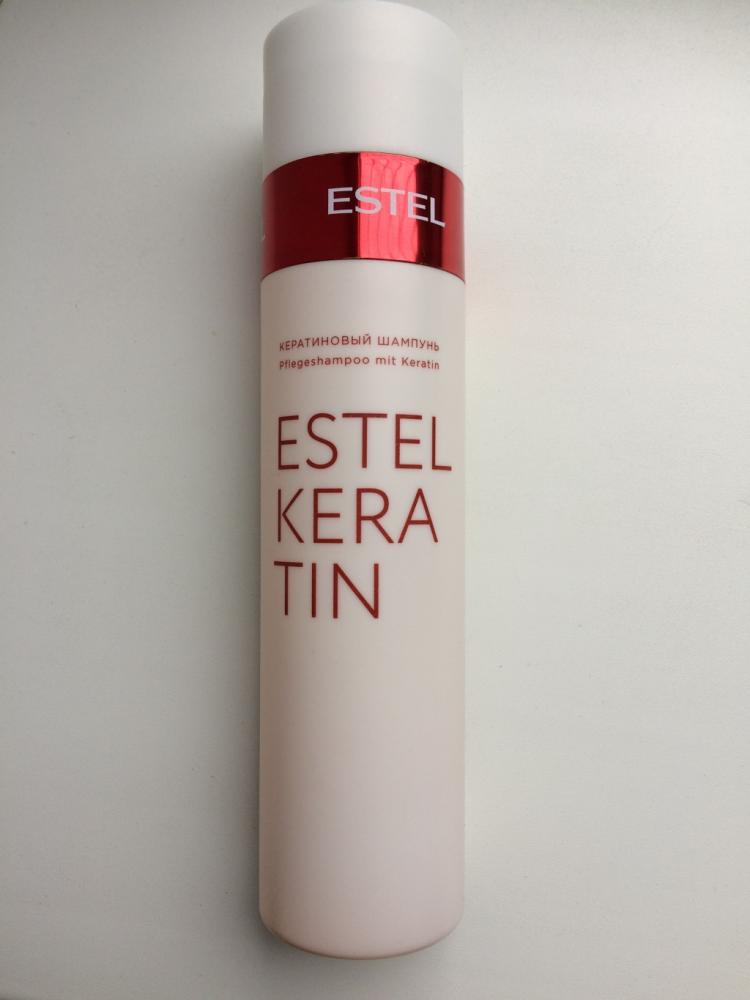 ESTEL
КЕРАТИНОВЫЙ ШАМПУНЬ
Pflegeshampoo mit Keratin
ESTEL
KERA
TIN